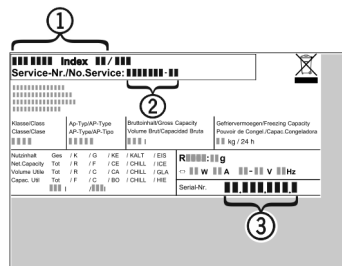 1
Index /
Service-Nr./No.Service: -
2
Klasse/Class
Classe/Clase
Ap-Typ/AP-Type
AP-Type/AP-Tipo
Bruttoinhalt/Gross Capacity
Volume Brut/Capacidad Bruta
Gefriervermoegen/Freezing Capacity
Pouvoir de Congel./Capac.Congeladora
kg / 24 h
Nutzinhalt Ges / K / G / KE / KALT / EIS
Net.Capacity Tot / R / F / CE / CHILL / ICE
Volume Utile Tot / R / C / CA / CHILL / GLA
Capac. Util Tot / F / C / BO / CHILL / HIE
l / l
R : g
W A - V Hz
Serial-Nr. . . .
3